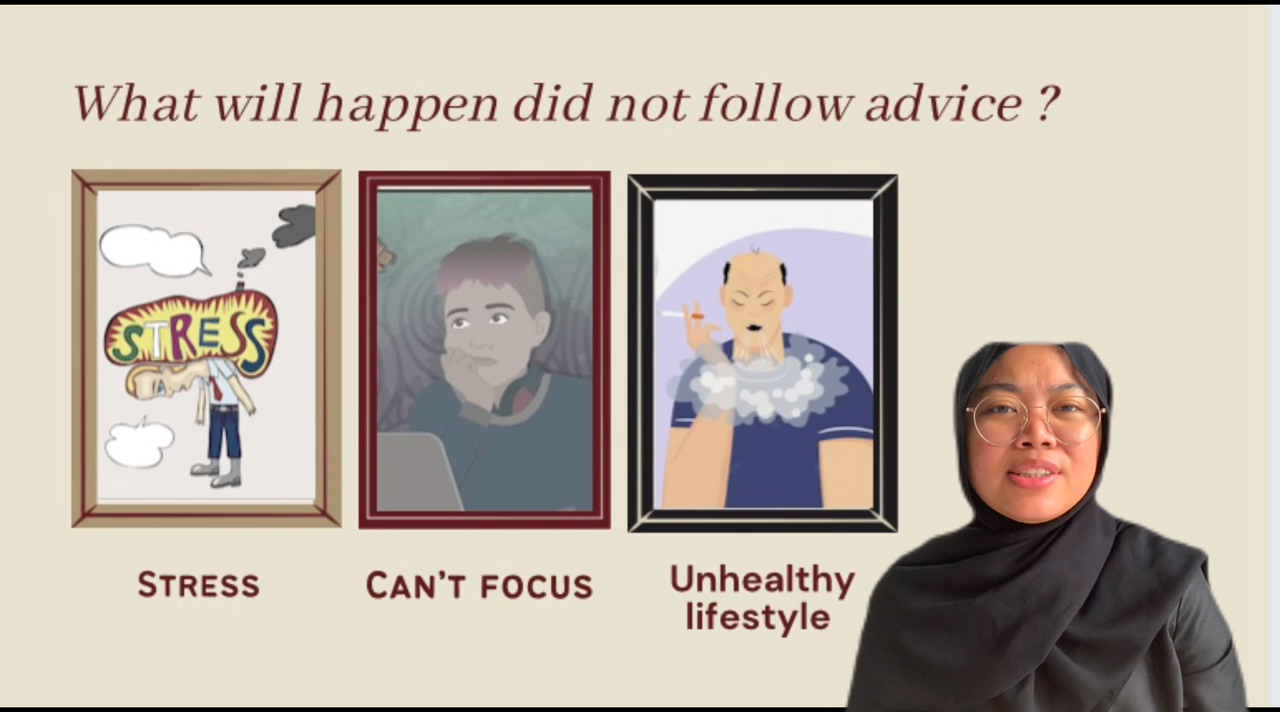 What will happen did not follow advice ?
STRESS
STRESS
CAN'T FOCUS
Unhealthy
lifestyle